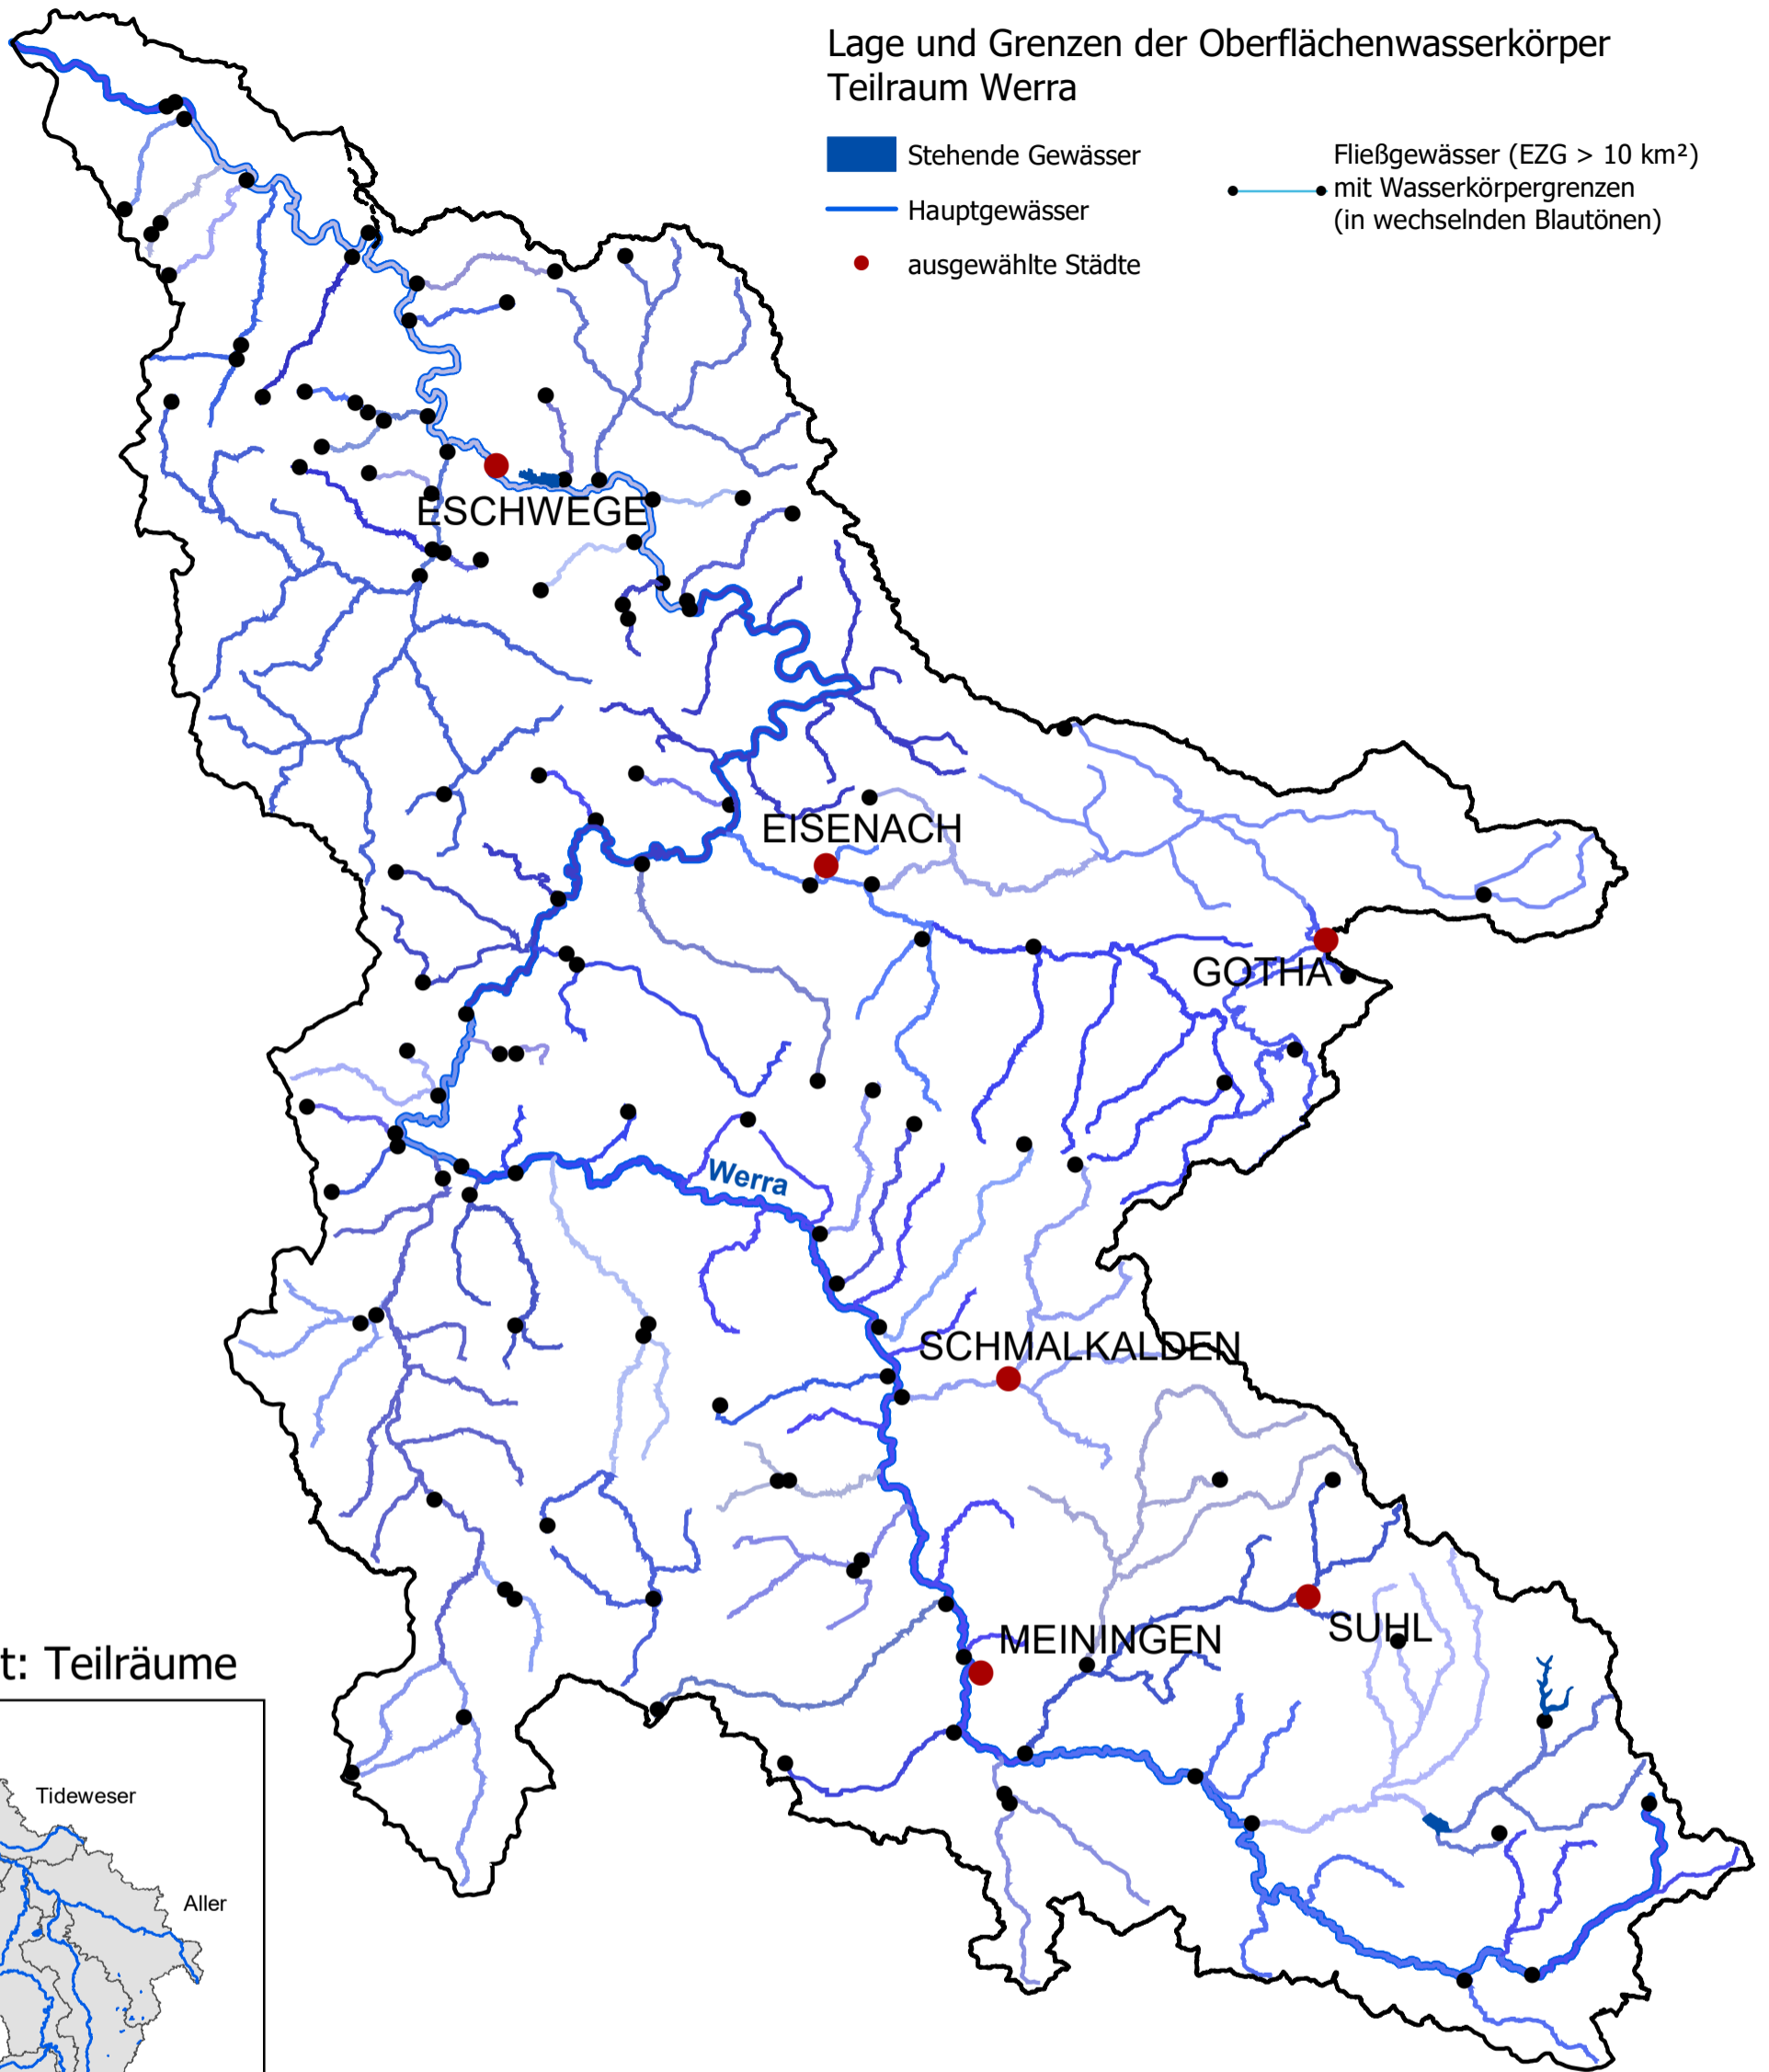 Lage und Grenzen der Oberflächenwasserkörper
Teilraum Werra
Stehende Gewässer
Hauptgewässer
ausgewählte Städte
Fließgewässer (EZG > 10 km²)
mit Wasserkörpergrenzen
(in wechselnden Blautönen)
ESCHWEGE
EISENACH
GOTHA
Werra
SCHMALKALDEN
SUHL
MEININGEN
t: Teilräume
Tideweser
Aller